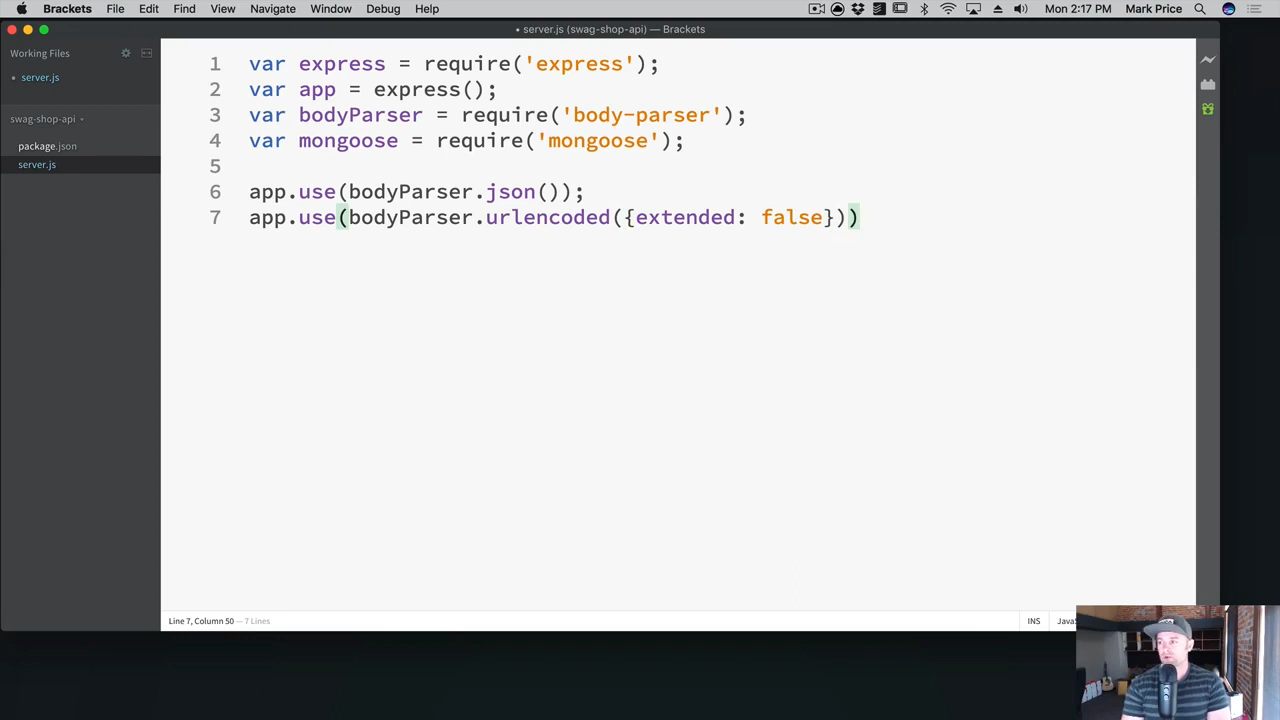 Brackets File Edit Find View Navigate Window Debug Help Mon 2:17 PM Mark Price
• server.js (swag-shop-api) — Brackets
Working Files
• server.js
swag-shop-api
package.json
server.js
1 var express = require('express');
2 var app = express();
3 var bodyParser = require('body-parser');
4 var mongoose = require('mongoose');
5
6 app.use(bodyParser.json());
7 app.use(bodyParser.urlencoded({extended: false}))
Line 7, Column 50 — 7 Lines INS JavaS